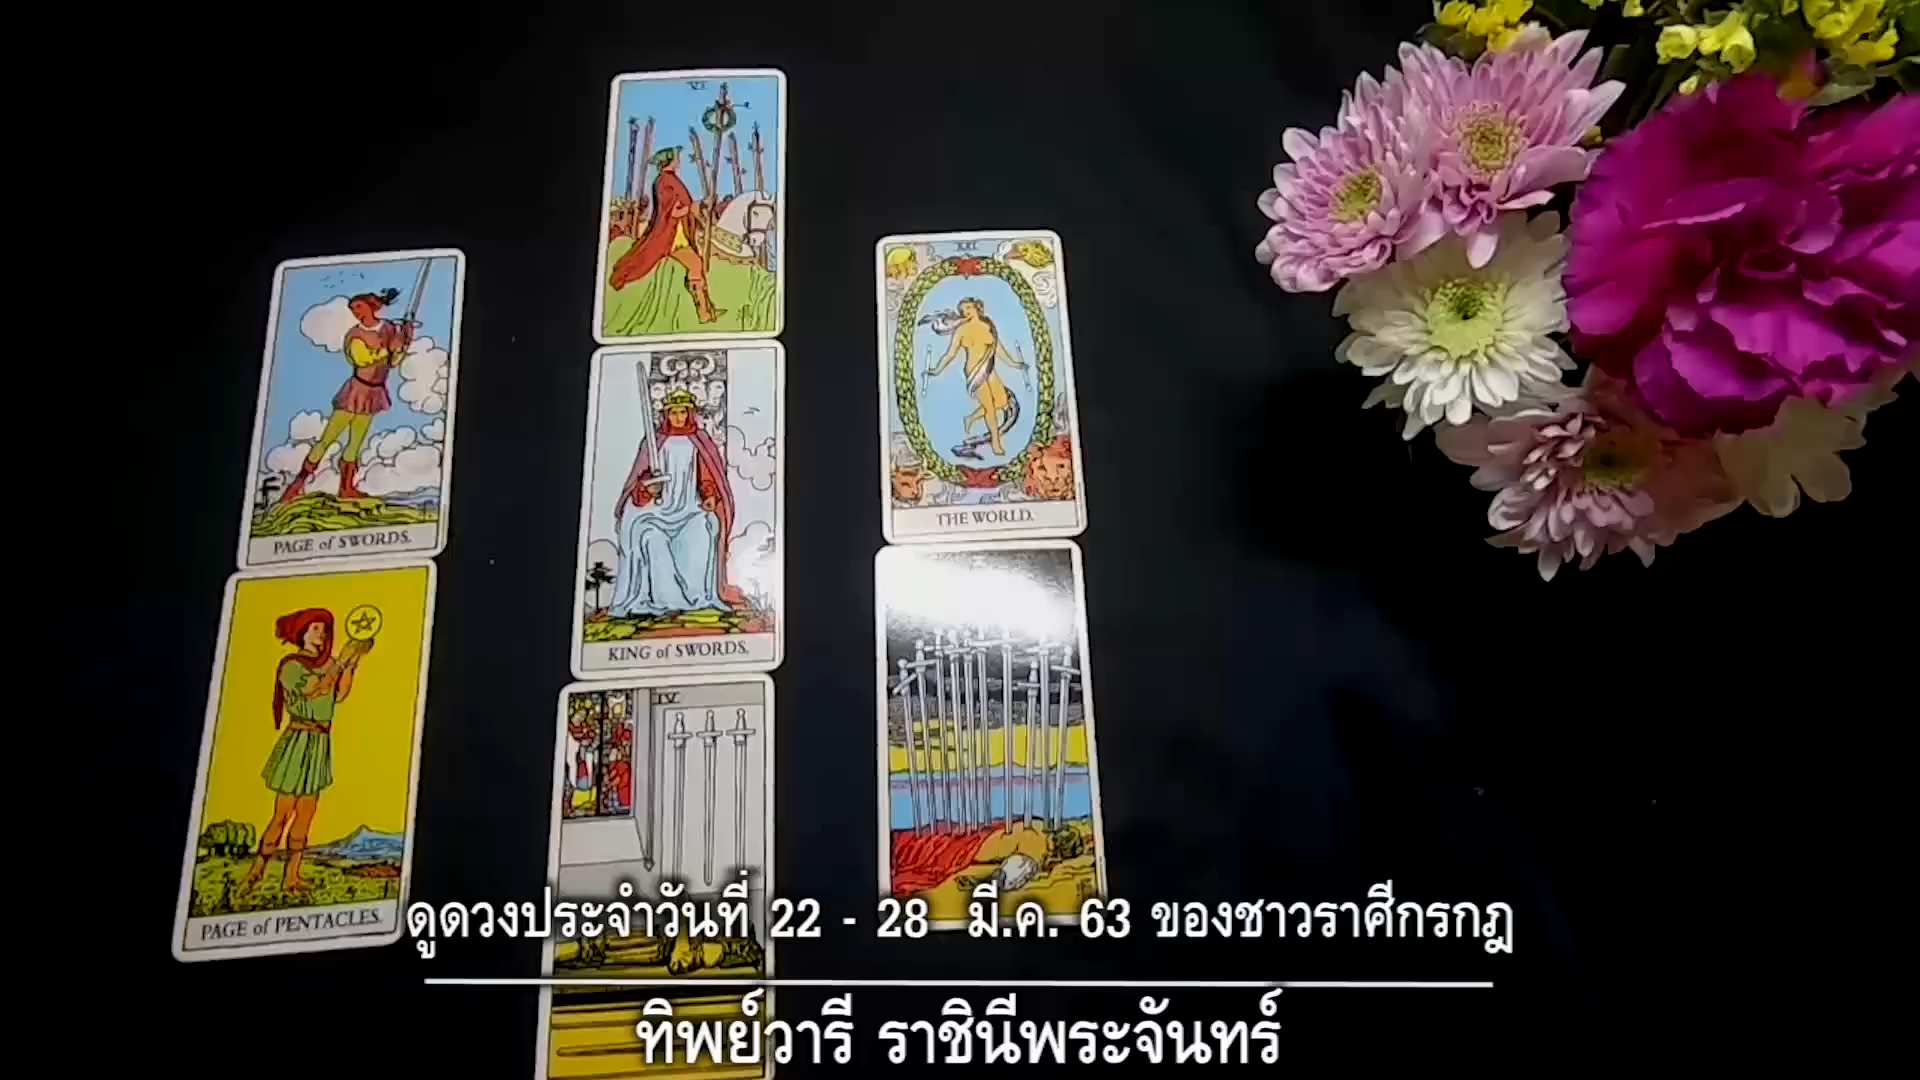 VI
XXI
PAGE of SWORDS.
THE WORLD.
KING of SWORDS.
IV
PAGE of PENTACLES.
ดูดวงประจำวันที่ 22 - 28 มี.ค. 63 ของชาวราศีกรกฎ
ทิพย์วารี ราชินีพระจันทร์